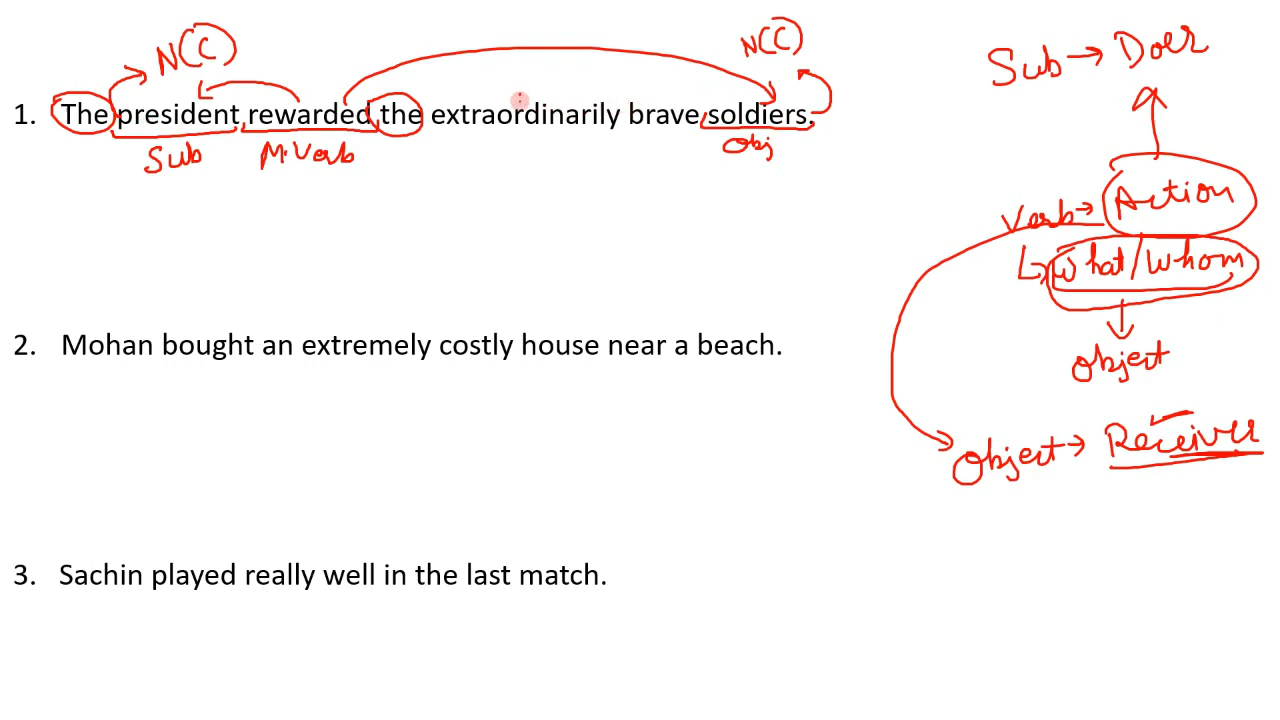 N(C)
N(C)
Sub → Doer
1. The president rewarded the extraordinarily brave soldiers.
Sub
M.Verb
Obj
Verb → Action
What/Whom
Object
2. Mohan bought an extremely costly house near a beach.
Object → Receiver
3. Sachin played really well in the last match.